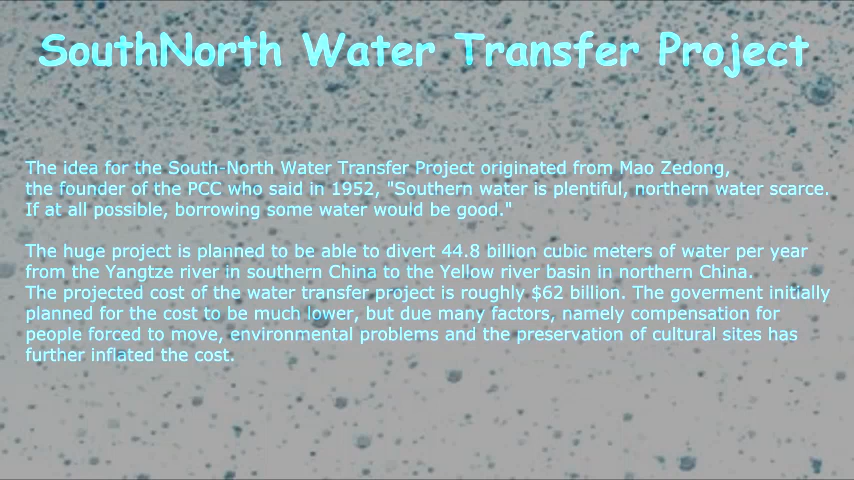 SouthNorth Water Transfer Project
The idea for the South-North Water Transfer Project originated from Mao Zedong,
the founder of the PCC who said in 1952, "Southern water is plentiful, northern water scarce.
If at all possible, borrowing some water would be good."
The huge project is planned to be able to divert 44.8 billion cubic meters of water per year
from the Yangtze river in southern China to the Yellow river basin in northern China.
The projected cost of the water transfer project is roughly $62 billion. The goverment initially
planned for the cost to be much lower, but due many factors, namely compensation for
people forced to move, environmental problems and the preservation of cultural sites has
further inflated the cost.